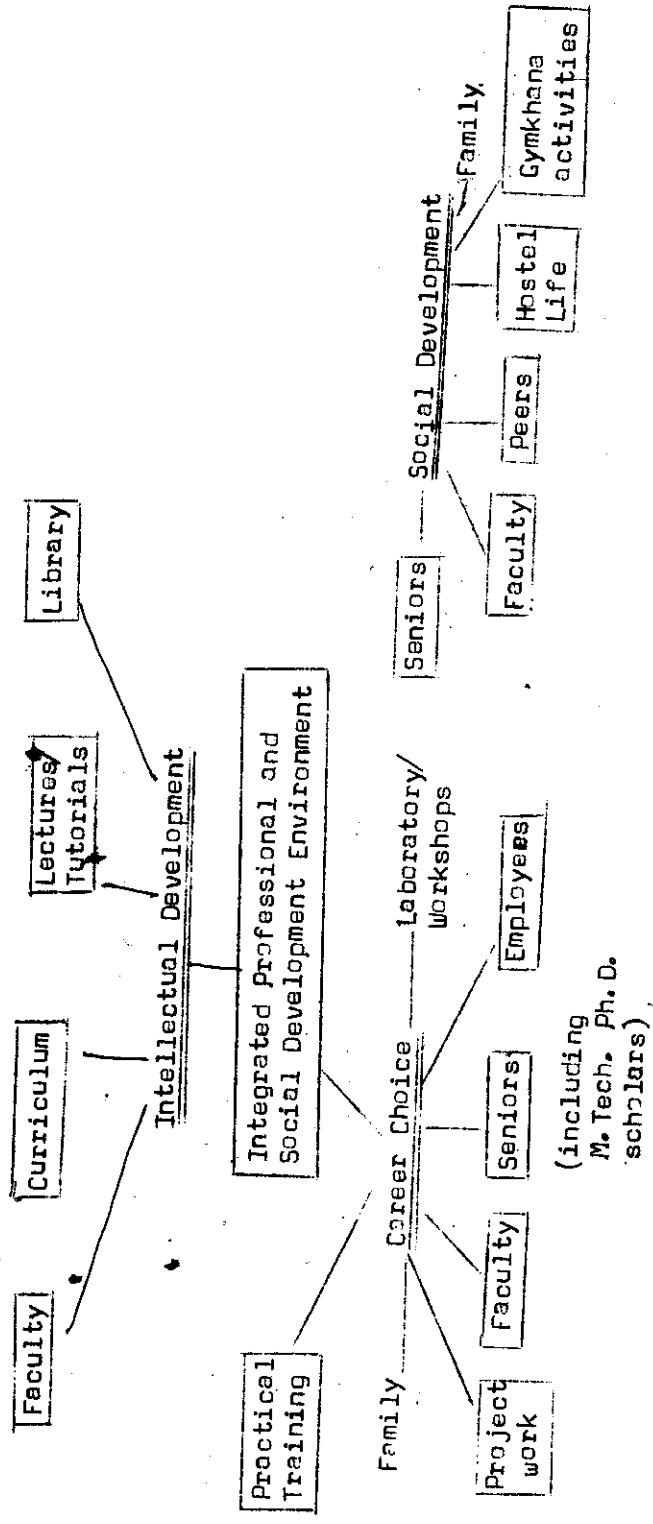 Faculty
Curriculum
Lectures/
Tutorials
Library
Intellectual Development
Integrated Professional and
Social Development Environment
Practical
Training
Family
Career Choice
Laboratory/
Workshops
Project
work
Faculty
Seniors
(including
M.Tech. Ph.D.
scholars)
Employees
Seniors
Social Development
Family
Faculty
Peers
Hostel
Life
Gymkhana
activities